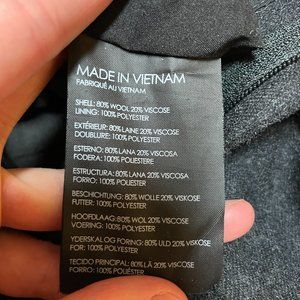 MADE IN VIETNAM
FABRIQUÉ AU VIETNAM
SHELL: 80% WOOL 20% VISCOSE
LINING: 100% POLYESTER
EXTÉRIEUR: 80% LAINE 20% VISCOSE
DOUBLURE: 100% POLYESTER
ESTERNO: 80% LANA 20% VISCOSA
FODERA: 100% POLIESTERE
ESTRUCTURA: 80% LANA 20% VISCOSA
FORRO: 100% POLIÉSTER
BESCHICHTUNG: 80% WOLLE 20% VISKOSE
FUTTER: 100% POLYESTER
HOOFDLAAG: 80% WOL 20% VISCOSE
VOERING: 100% POLYESTER
YDERSKAL OG FORING: 80% ULD 20% VISKOSE
FOR: 100% POLYESTER
TECIDO PRINCIPAL: 80% LÃ 20% VISCOSE
FORRO: 100% POLIÉSTER